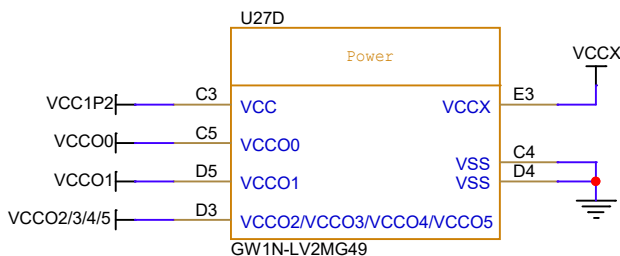 U27D
Power
VCCX
VCC1P2 C3 VCC VCCX E3
VCCO0 C5 VCCO0
VSS C4
VCCO1 D5 VCCO1 VSS D4
VCCO2/3/4/5 D3 VCCO2/VCCO3/VCCO4/VCCO5
GW1N-LV2MG49